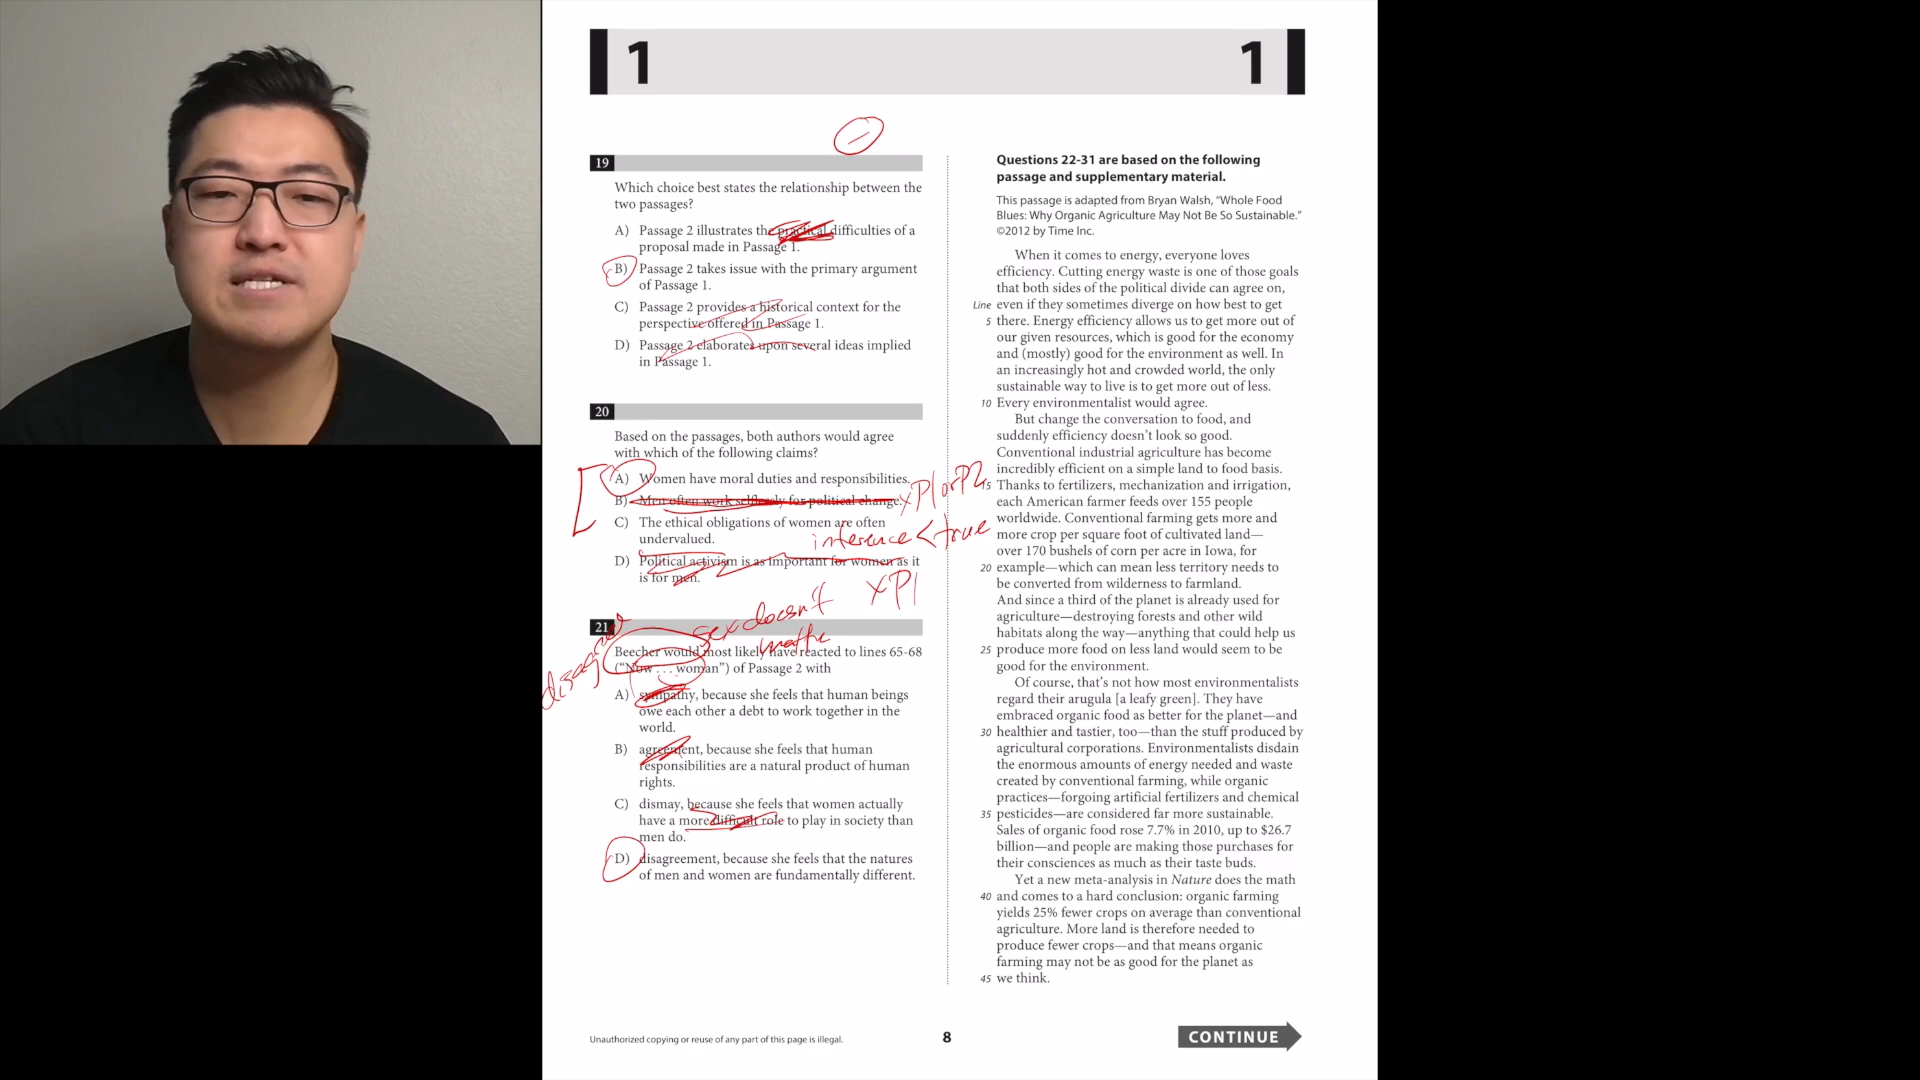 1
1
19
Which choice best states the relationship between the
two passages?
A) Passage 2 illustrates the practical difficulties of a
proposal made in Passage 1.
B) Passage 2 takes issue with the primary argument
of Passage 1.
C) Passage 2 provides a historical context for the
perspective offered in Passage 1.
D) Passage 2 elaborates upon several ideas implied
in Passage 1.
20
Based on the passages, both authors would agree
with which of the following claims?
A) Women have moral duties and responsibilities.
B) Men often work selflessly for political change.
xP1 or P2
C) The ethical obligations of women are often
undervalued.
inference < true
D) Political activism is as important for women as it
is for men.
xP1
21
sex doesn't
disagree
Beecher would most likely have reacted to lines 65-68
(“Now . . . woman”) of Passage 2 with
A) sympathy, because she feels that human beings
owe each other a debt to work together in the
world.
B) agreement, because she feels that human
responsibilities are a natural product of human
rights.
C) dismay, because she feels that women actually
have a more difficult role to play in society than
men do.
D) disagreement, because she feels that the natures
of men and women are fundamentally different.
Questions 22-31 are based on the following
passage and supplementary material.
This passage is adapted from Bryan Walsh, “Whole Food
Blues: Why Organic Agriculture May Not Be So Sustainable.”
©2012 by Time Inc.
When it comes to energy, everyone loves
efficiency. Cutting energy waste is one of those goals
that both sides of the political divide can agree on,
Line even if they sometimes diverge on how best to get
5 there. Energy efficiency allows us to get more out of
our given resources, which is good for the economy
and (mostly) good for the environment as well. In
an increasingly hot and crowded world, the only
sustainable way to live is to get more out of less.
10 Every environmentalist would agree.
But change the conversation to food, and
suddenly efficiency doesn’t look so good.
Conventional industrial agriculture has become
incredibly efficient on a simple land to food basis.
15 Thanks to fertilizers, mechanization and irrigation,
each American farmer feeds over 155 people
worldwide. Conventional farming gets more and
more crop per square foot of cultivated land—
over 170 bushels of corn per acre in Iowa, for
20 example—which can mean less territory needs to
be converted from wilderness to farmland.
And since a third of the planet is already used for
agriculture—destroying forests and other wild
habitats along the way—anything that could help us
25 produce more food on less land would seem to be
good for the environment.
Of course, that’s not how most environmentalists
regard their arugula [a leafy green]. They have
embraced organic food as better for the planet—and
30 healthier and tastier, too—than the stuff produced by
agricultural corporations. Environmentalists disdain
the enormous amounts of energy needed and waste
created by conventional farming, while organic
practices—forgoing artificial fertilizers and chemical
35 pesticides—are considered far more sustainable.
Sales of organic food rose 7.7% in 2010, up to $26.7
billion—and people are making those purchases for
their consciences as much as their taste buds.
Yet a new meta-analysis in Nature does the math
40 and comes to a hard conclusion: organic farming
yields 25% fewer crops on average than conventional
agriculture. More land is therefore needed to
produce fewer crops—and that means organic
farming may not be as good for the planet as
45 we think.
Unauthorized copying or reuse of any part of this page is illegal.
8
CONTINUE